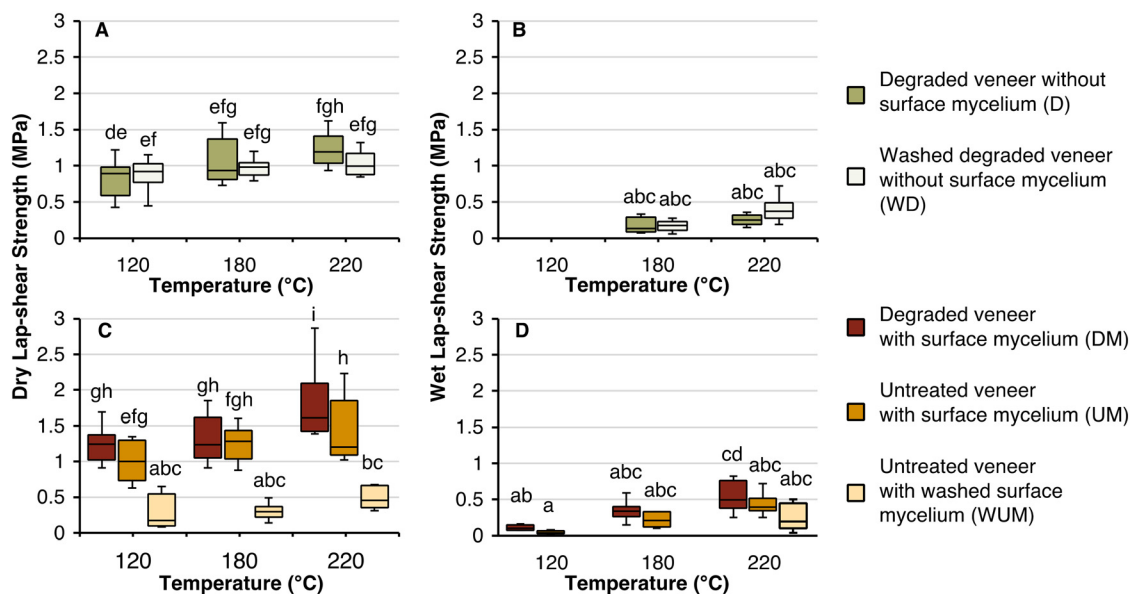 A
3
2.5
2
1.5
1
0.5
0
de
ef
efg
efg
fgh
efg
120
180
220
Temperature (°C)
Dry Lap-shear Strength (MPa)
B
3
2.5
2
1.5
1
0.5
0
abc
abc
abc
abc
120
180
220
Temperature (°C)
Wet Lap-shear Strength (MPa)
Degraded veneer without
surface mycelium (D)
Washed degraded veneer
without surface mycelium
(WD)
C
3
2.5
2
1.5
1
0.5
0
gh
efg
abc
gh
fgh
abc
i
h
bc
120
180
220
Temperature (°C)
D
3
2.5
2
1.5
1
0.5
0
ab
a
abc
abc
cd
abc
abc
120
180
220
Temperature (°C)
Degraded veneer
with surface mycelium (DM)
Untreated veneer
with surface mycelium (UM)
Untreated veneer
with washed surface
mycelium (WUM)